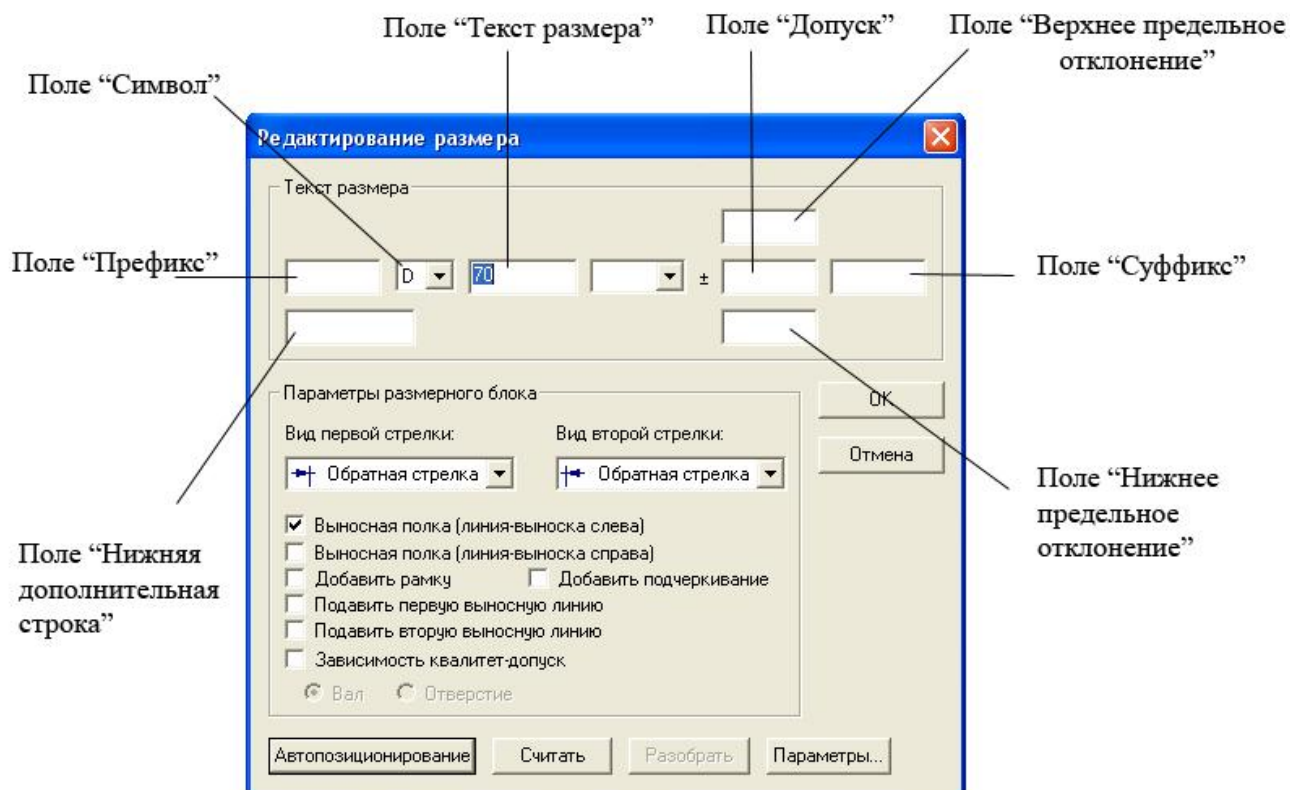 Поле “Текст размера”
Поле “Допуск”
Поле “Верхнее предельное
отклонение”
Поле “Символ”
Редактирование размера
Текст размера
Поле “Префикс”
D
70
±
Поле “Суффикс”
Параметры размерного блока
OK
Вид первой стрелки:
Вид второй стрелки:
Отмена
Обратная стрелка
Обратная стрелка
Поле “Нижнее
предельное
отклонение”
Выносная полка (линия-выноска слева)
Выносная полка (линия-выноска справа)
Поле “Нижняя
дополнительная
строка”
Добавить рамку
Добавить подчеркивание
Подавить первую выносную линию
Подавить вторую выносную линию
Зависимость квалитет-допуск
Вал
Отверстие
Автопозиционирование
Считать
Разобрать
Параметры...